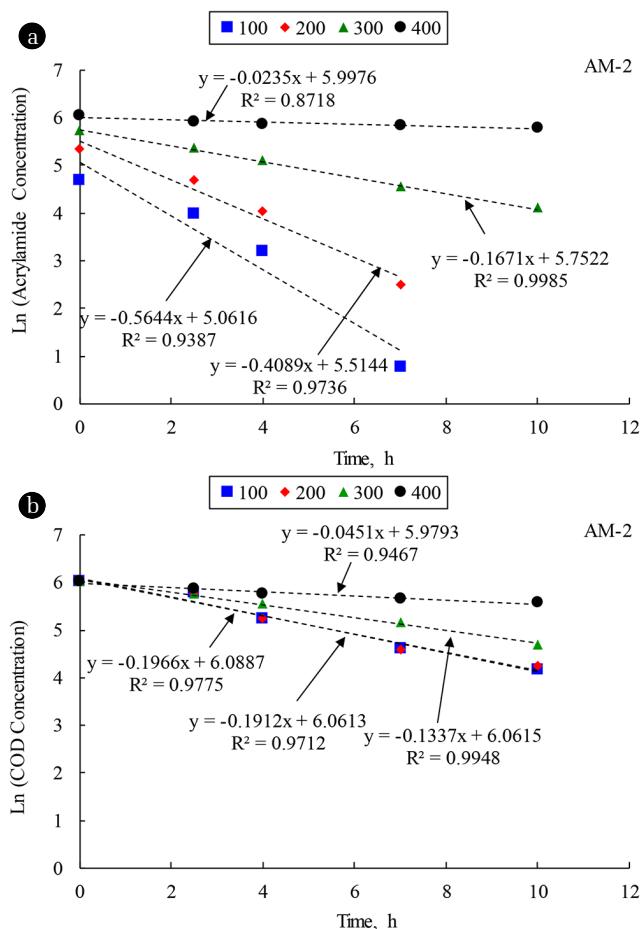 a
100 200 300 400
AM-2
7
6
5
4
3
2
1
0
Ln (Acrylamide Concentration)
y = -0.0235x + 5.9976
R² = 0.8718
y = -0.1671x + 5.7522
R² = 0.9985
y = -0.5644x + 5.0616
R² = 0.9387
y = -0.4089x + 5.5144
R² = 0.9736
0 2 4 6 8 10 12
Time, h
b
100 200 300 400
AM-2
7
6
5
4
3
2
1
0
Ln (COD Concentration)
y = -0.0451x + 5.9793
R² = 0.9467
y = -0.1966x + 6.0887
R² = 0.9775
y = -0.1912x + 6.0613
R² = 0.9712
y = -0.1337x + 6.0615
R² = 0.9948
0 2 4 6 8 10 12
Time, h